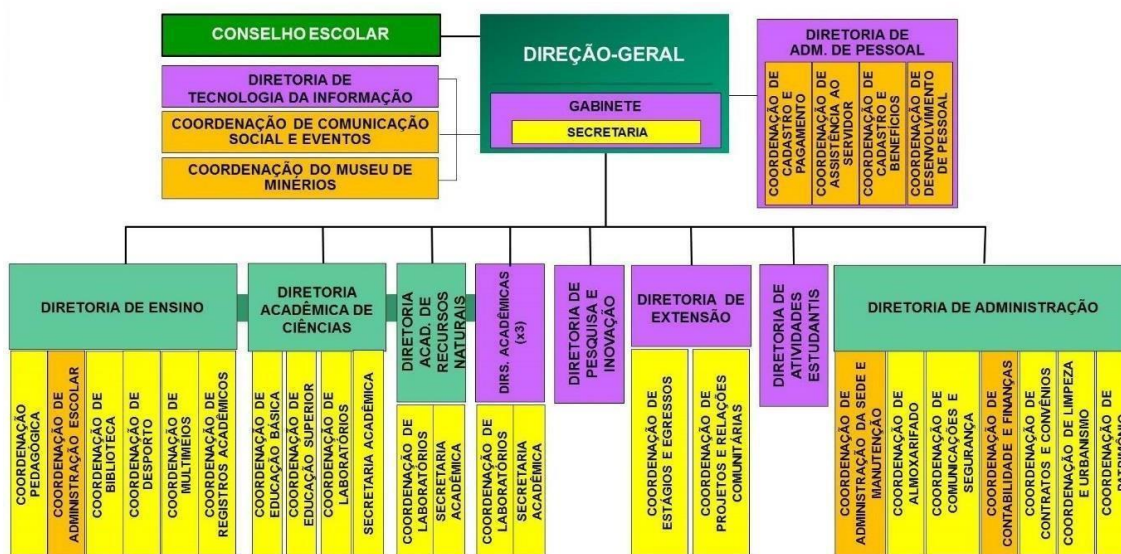 CONSELHO ESCOLAR
DIRETORIA DE
TECNOLOGIA DA INFORMAÇÃO
COORDENAÇÃO DE COMUNICAÇÃO
SOCIAL E EVENTOS
COORDENAÇÃO DO MUSEU DE
MINÉRIOS
DIREÇÃO-GERAL
GABINETE
SECRETARIA
DIRETORIA DE
ADM. DE PESSOAL
COORDENAÇÃO DE
CADASTRO E
PAGAMENTO
COORDENAÇÃO DE
ASSISTÊNCIA AO
SERVIDOR
COORDENAÇÃO DE
CADASTRO E
BENEFÍCIOS
COORDENAÇÃO DE
DESENVOLVIMENTO
DE PESSOAL
DIRETORIA DE ENSINO
COORDENAÇÃO
PEDAGÓGICA
COORDENAÇÃO DE
ADMINISTRAÇÃO ESCOLAR
COORDENAÇÃO DE
BIBLIOTECA
COORDENAÇÃO DE
DESPORTO
COORDENAÇÃO DE
MULTIMEIOS
COORDENAÇÃO DE
REGISTROS ACADÊMICOS
DIRETORIA
ACADÊMICA DE
CIÊNCIAS
COORDENAÇÃO DE
EDUCAÇÃO BÁSICA
COORDENAÇÃO DE
EDUCAÇÃO SUPERIOR
COORDENAÇÃO DE
LABORATÓRIOS
SECRETARIA ACADÊMICA
DIRETORIA
ACAD. DE
RECURSOS
NATURAIS
COORDENAÇÃO DE
LABORATÓRIOS
SECRETARIA
ACADÊMICA
DIRS. ACADÊMICAS
(x3)
COORDENAÇÃO DE
LABORATÓRIOS
SECRETARIA
ACADÊMICA
DIRETORIA DE
PESQUISA E
INOVAÇÃO
DIRETORIA DE
EXTENSÃO
COORDENAÇÃO DE
ESTÁGIOS E EGRESSOS
COORDENAÇÃO DE
PROJETOS E RELAÇÕES
COMUNITÁRIAS
DIRETORIA DE
ATIVIDADES
ESTUDANTIS
DIRETORIA DE ADMINISTRAÇÃO
COORDENAÇÃO DE
ADMINISTRAÇÃO DA SEDE E
MANUTENÇÃO
COORDENAÇÃO DE
ALMOXARIFADO
COORDENAÇÃO DE
COMUNICAÇÕES E
SEGURANÇA
COORDENAÇÃO DE
CONTABILIDADE E FINANÇAS
COORDENAÇÃO DE
CONTRATOS E CONVÊNIOS
COORDENAÇÃO DE LIMPEZA
E URBANISMO
COORDENAÇÃO DE